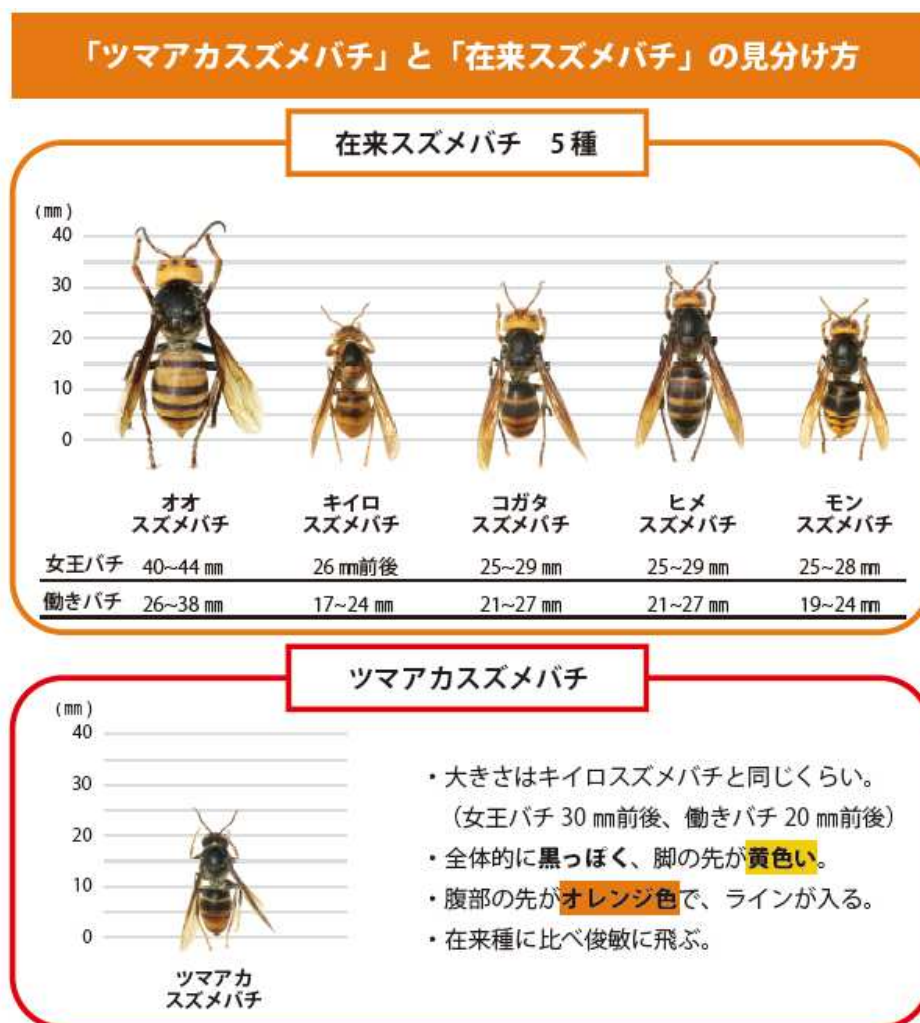 「ツマアカスズメバチ」と「在来スズメバチ」の見分け方
在来スズメバチ　5種
(㎜)
40
30
20
10
0
オオ
スズメバチ
キイロ
スズメバチ
コガタ
スズメバチ
ヒメ
スズメバチ
モン
スズメバチ
女王バチ 40~44 ㎜ 26 ㎜前後 25~29 ㎜ 25~29 ㎜ 25~28 ㎜
働きバチ 26~38 ㎜ 17~24 ㎜ 21~27 ㎜ 21~27 ㎜ 19~24 ㎜
ツマアカスズメバチ
(㎜)
40
30
20
10
0
ツマアカ
スズメバチ
・大きさはキイロスズメバチと同じくらい。
（女王バチ 30 ㎜前後、働きバチ 20 ㎜前後）
・全体的に黒っぽく、脚の先が黄色い。
・腹部の先がオレンジ色で、ラインが入る。
・在来種に比べ俊敏に飛ぶ。